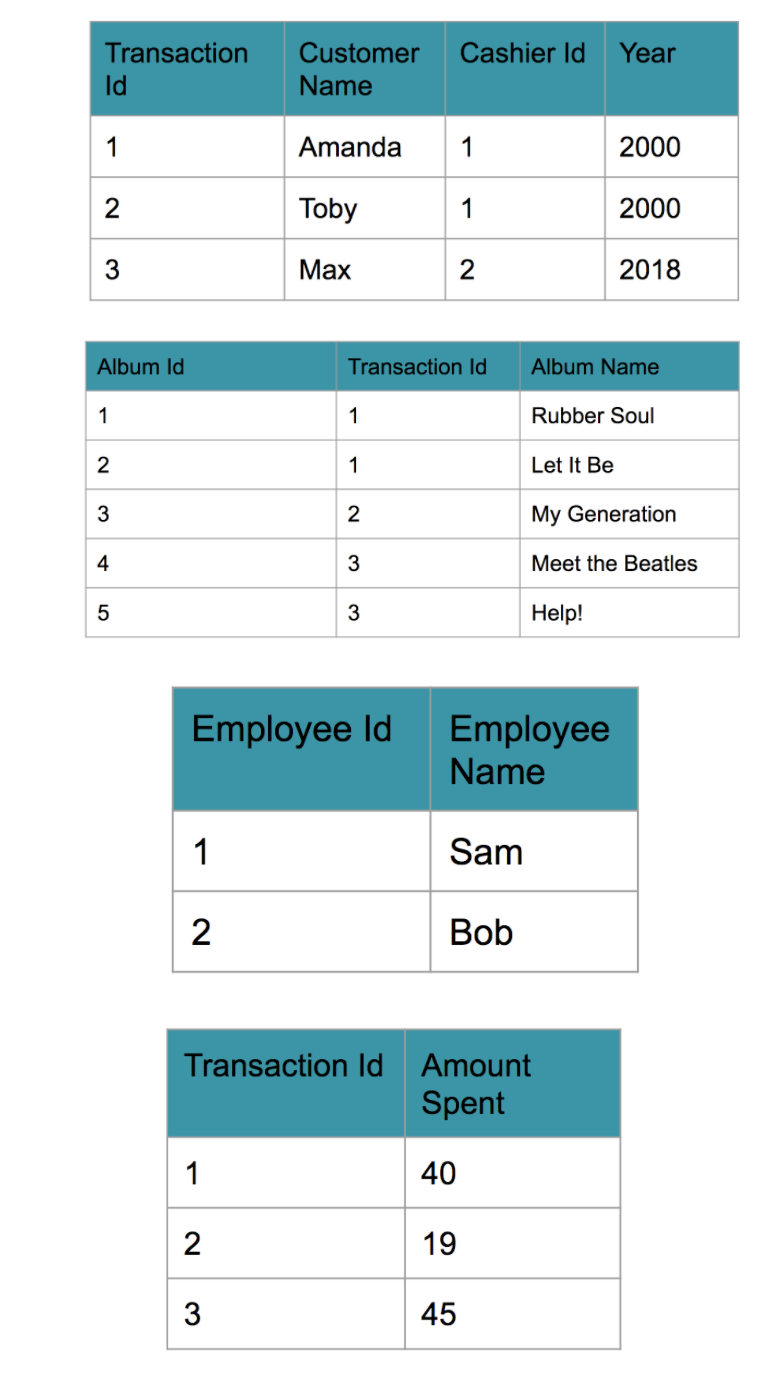 Transaction Id Customer Name Cashier Id Year
1 Amanda 1 2000
2 Toby 1 2000
3 Max 2 2018
Album Id Transaction Id Album Name
1 1 Rubber Soul
2 1 Let It Be
3 2 My Generation
4 3 Meet the Beatles
5 3 Help!
Employee Id Employee Name
1 Sam
2 Bob
Transaction Id Amount Spent
1 40
2 19
3 45